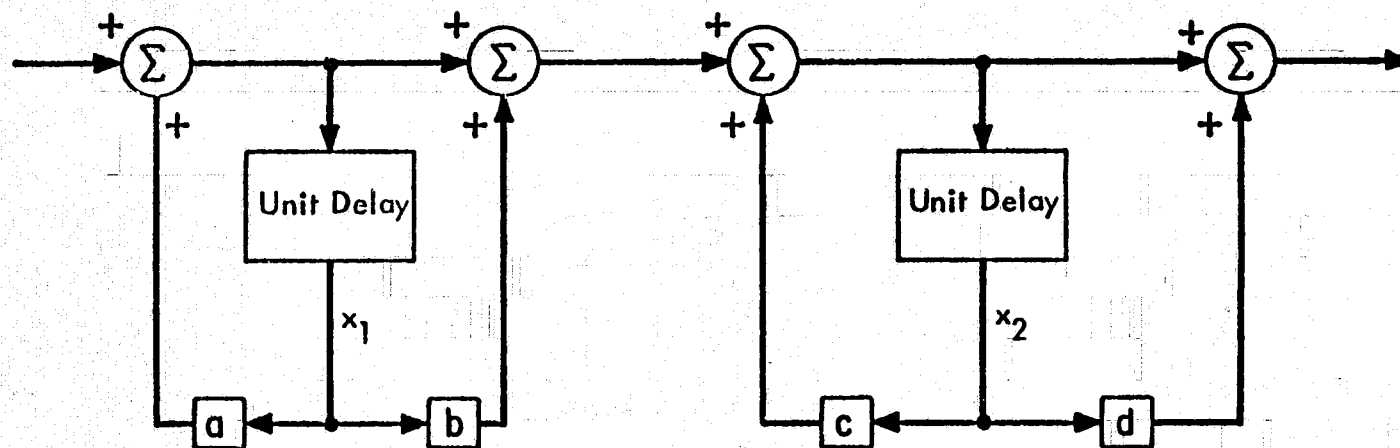 + + + +
Σ Σ Σ Σ
+ + + +
Unit Delay Unit Delay
x₁ x₂
a b c d